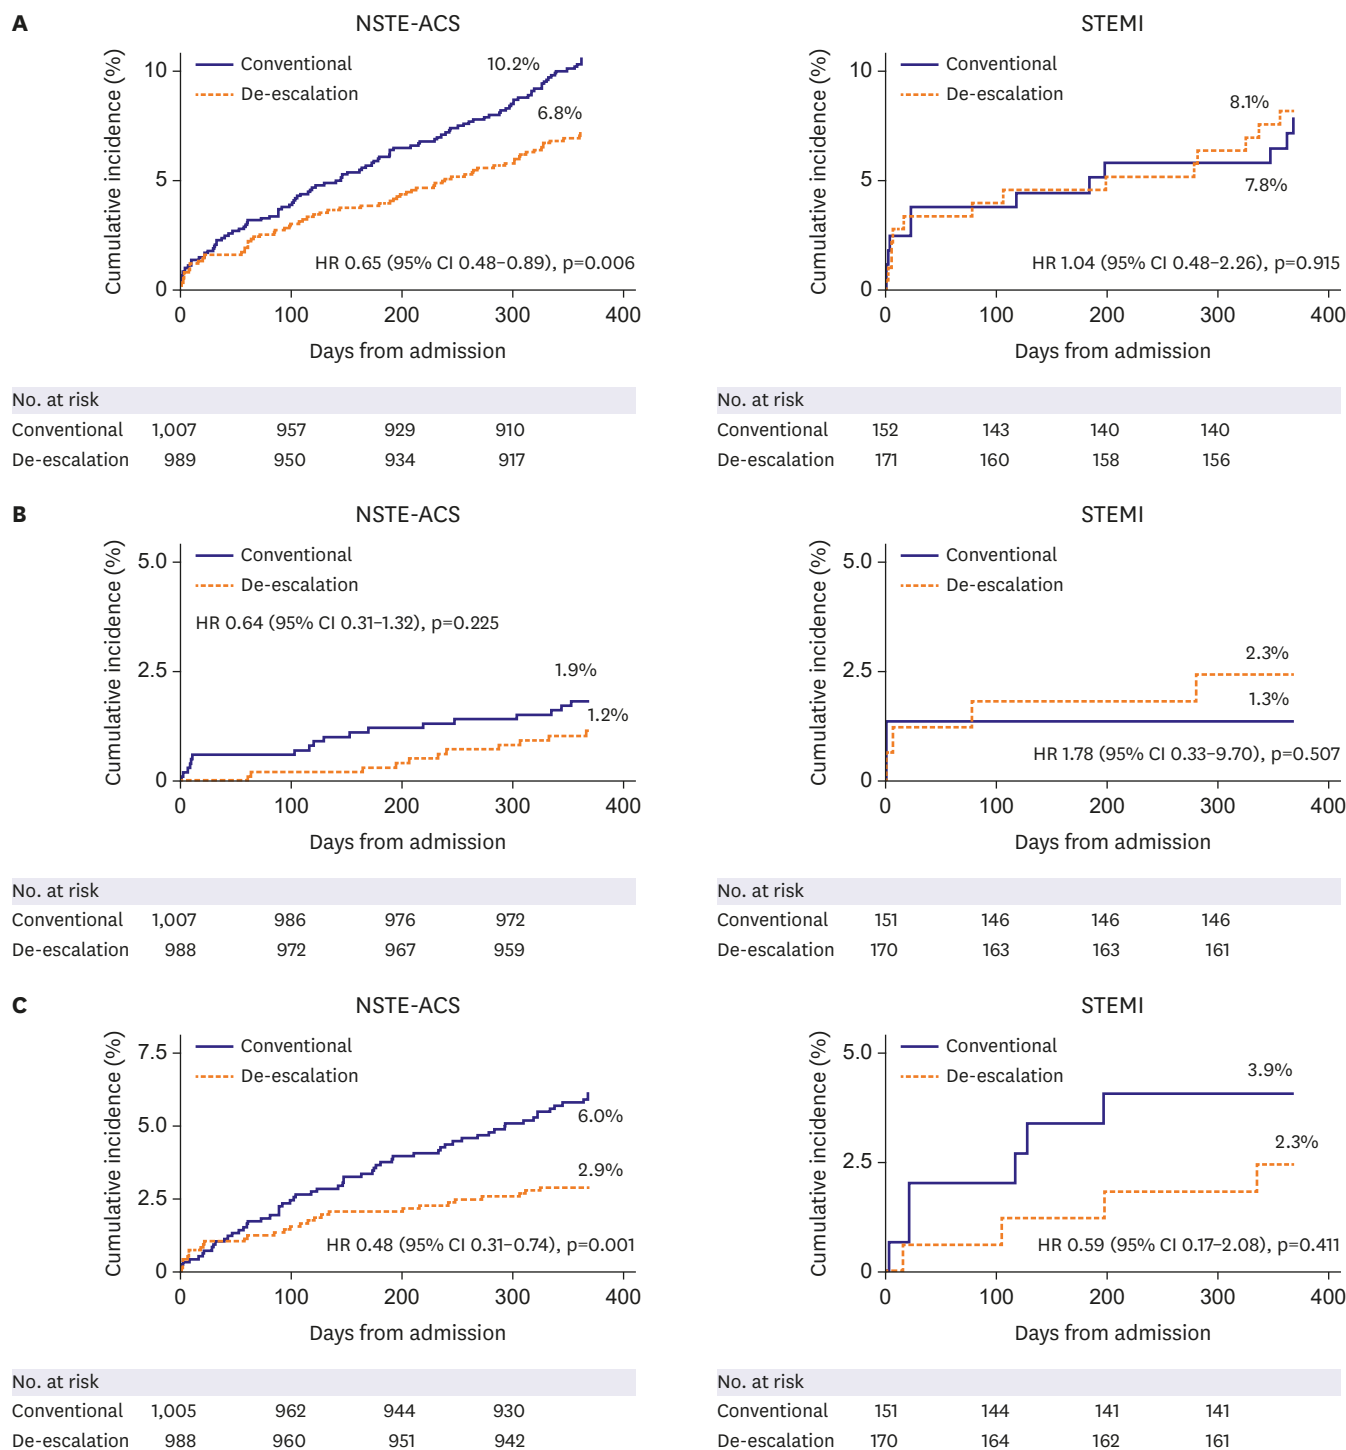 A
NSTE-ACS
Cumulative incidence (%)
10
5
0
Conventional
De-escalation
10.2%
6.8%
HR 0.65 (95% CI 0.48–0.89), p=0.006
0 100 200 300 400
Days from admission
No. at risk
Conventional 1,007 957 929 910
De-escalation 989 950 934 917
STEMI
Cumulative incidence (%)
10
5
0
Conventional
De-escalation
8.1%
7.8%
HR 1.04 (95% CI 0.48–2.26), p=0.915
0 100 200 300 400
Days from admission
No. at risk
Conventional 152 143 140 140
De-escalation 171 160 158 156
B
NSTE-ACS
Cumulative incidence (%)
5.0
2.5
0
Conventional
De-escalation
HR 0.64 (95% CI 0.31–1.32), p=0.225
1.9%
1.2%
0 100 200 300 400
Days from admission
No. at risk
Conventional 1,007 986 976 972
De-escalation 988 972 967 959
STEMI
Cumulative incidence (%)
5.0
2.5
0
Conventional
De-escalation
2.3%
1.3%
HR 1.78 (95% CI 0.33–9.70), p=0.507
0 100 200 300 400
Days from admission
No. at risk
Conventional 151 146 146 146
De-escalation 170 163 163 161
C
NSTE-ACS
Cumulative incidence (%)
7.5
5.0
2.5
0
Conventional
De-escalation
6.0%
2.9%
HR 0.48 (95% CI 0.31–0.74), p=0.001
0 100 200 300 400
Days from admission
No. at risk
Conventional 1,005 962 944 930
De-escalation 988 960 951 942
STEMI
Cumulative incidence (%)
5.0
2.5
0
Conventional
De-escalation
3.9%
2.3%
HR 0.59 (95% CI 0.17–2.08), p=0.411
0 100 200 300 400
Days from admission
No. at risk
Conventional 151 144 141 141
De-escalation 170 164 162 161